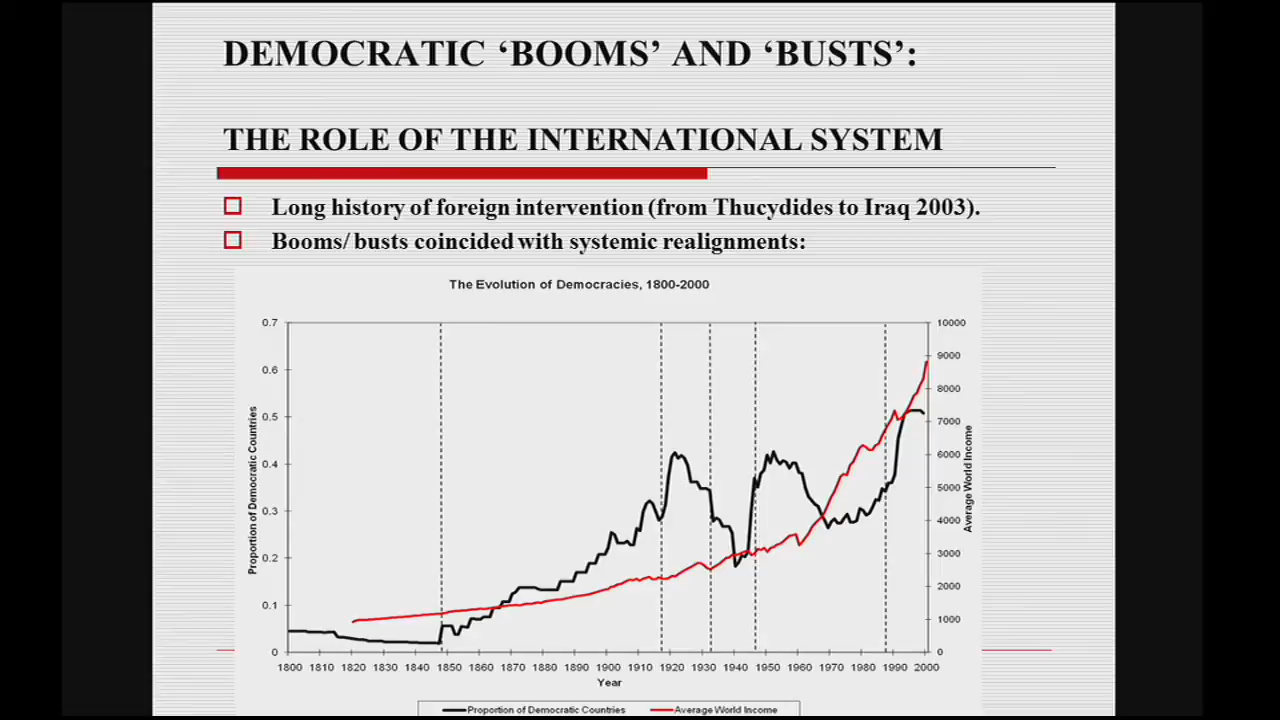 DEMOCRATIC ‘BOOMS’ AND ‘BUSTS’:
THE ROLE OF THE INTERNATIONAL SYSTEM
Long history of foreign intervention (from Thucydides to Iraq 2003).
Booms/ busts coincided with systemic realignments:
The Evolution of Democracies, 1800-2000
Proportion of Democratic Countries
0.7
0.6
0.5
0.4
0.3
0.2
0.1
0
10000
9000
8000
7000
6000
5000
4000
3000
2000
1000
0
Average World Income
1800 1810 1820 1830 1840 1850 1860 1870 1880 1890 1900 1910 1920 1930 1940 1950 1960 1970 1980 1990 2000
Year
Proportion of Democratic Countries Average World Income